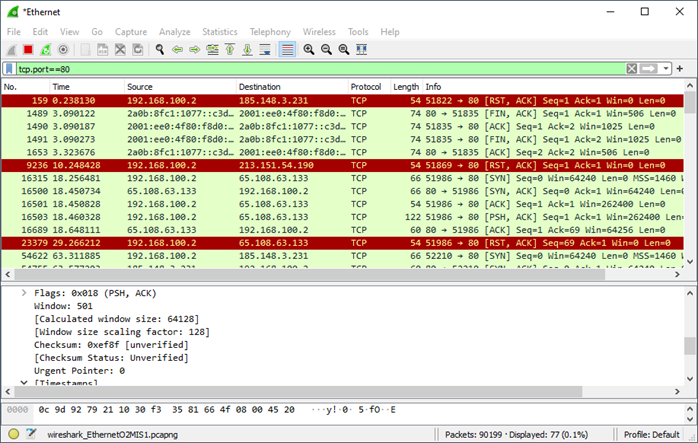 *Ethernet
File Edit View Go Capture Analyze Statistics Telephony Wireless Tools Help
tcp.port==80
No. Time Source Destination Protocol Length Info
159 0.238130 192.168.100.2 185.148.3.231 TCP 54 51822 → 80 [RST, ACK] Seq=1 Ack=1 Win=0 Len=0
1489 3.090122 2a0b:8fc1:1077::c3d… 2001:ee0:4f80:f8d0:… TCP 74 80 → 51835 [FIN, ACK] Seq=1 Ack=1 Win=506 Len=0
1490 3.090187 2001:ee0:4f80:f8d0:… 2a0b:8fc1:1077::c3d… TCP 74 51835 → 80 [ACK] Seq=1 Ack=2 Win=1025 Len=0
1491 3.090273 2001:ee0:4f80:f8d0:… 2a0b:8fc1:1077::c3d… TCP 74 51835 → 80 [FIN, ACK] Seq=1 Ack=2 Win=1025 Len=0
1653 3.323676 2a0b:8fc1:1077::c3d… 2001:ee0:4f80:f8d0:… TCP 74 80 → 51835 [ACK] Seq=2 Ack=2 Win=506 Len=0
9236 10.248428 192.168.100.2 213.151.54.190 TCP 54 51869 → 80 [RST, ACK] Seq=1 Ack=1 Win=0 Len=0
16315 18.256481 192.168.100.2 65.108.63.133 TCP 66 51986 → 80 [SYN] Seq=0 Win=64240 Len=0 MSS=1460 W
16500 18.450734 65.108.63.133 192.168.100.2 TCP 66 80 → 51986 [SYN, ACK] Seq=0 Ack=1 Win=64240 Len=0
16501 18.450828 192.168.100.2 65.108.63.133 TCP 54 51986 → 80 [ACK] Seq=1 Ack=1 Win=262400 Len=0
16503 18.460328 192.168.100.2 65.108.63.133 TCP 122 51986 → 80 [PSH, ACK] Seq=1 Ack=1 Win=262400 Len=
16689 18.648111 65.108.63.133 192.168.100.2 TCP 60 80 → 51986 [ACK] Seq=1 Ack=69 Win=64256 Len=0
23379 29.266212 192.168.100.2 65.108.63.133 TCP 54 51986 → 80 [RST, ACK] Seq=69 Ack=1 Win=0 Len=0
54622 63.311885 192.168.100.2 185.148.3.231 TCP 66 52210 → 80 [SYN] Seq=0 Win=64240 Len=0 MSS=1460 W
Flags: 0x018 (PSH, ACK)
Window: 501
[Calculated window size: 64128]
[Window size scaling factor: 128]
Checksum: 0xef8f [unverified]
[Checksum Status: Unverified]
Urgent Pointer: 0
[Timestamps]
0000 0c 9d 92 79 21 10 30 f3 35 81 66 4f 08 00 45 20 ···y!·0· 5·fO··E
wireshark_EthernetO2MIS1.pcapng Packets: 90199 · Displayed: 77 (0.1%) Profile: Default